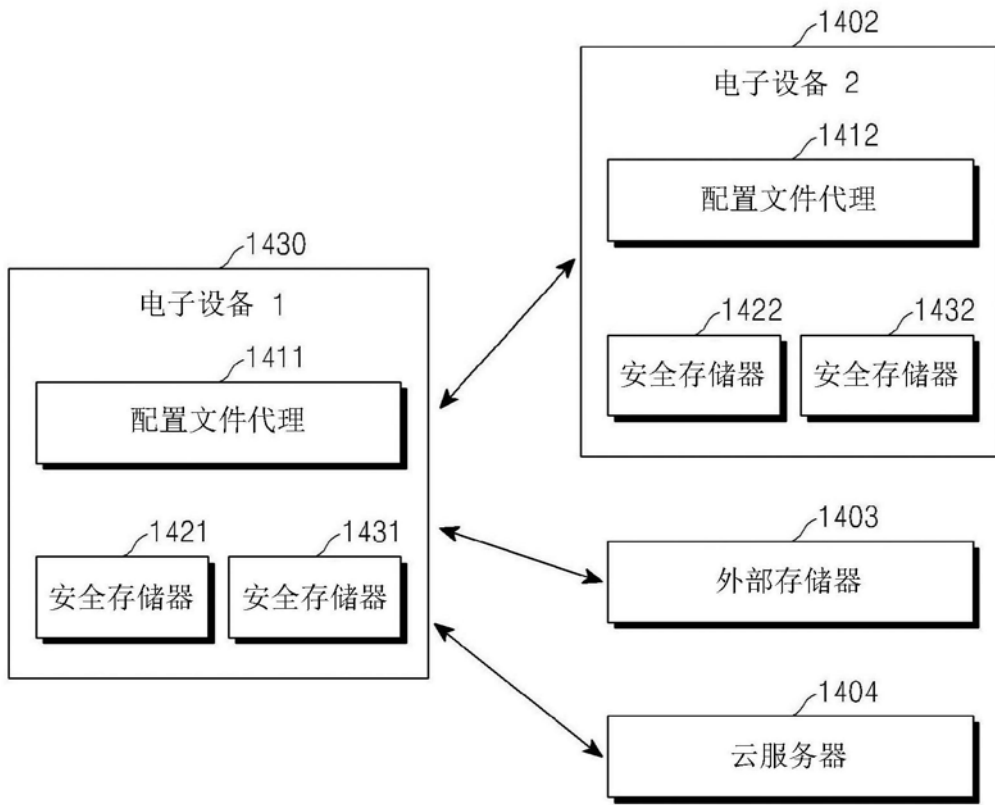 1402
电子设备 2
1412
配置文件代理
1422 1432
安全存储器 安全存储器
1430
电子设备 1
1411
配置文件代理
1421 1431
安全存储器 安全存储器
1403
外部存储器
1404
云服务器